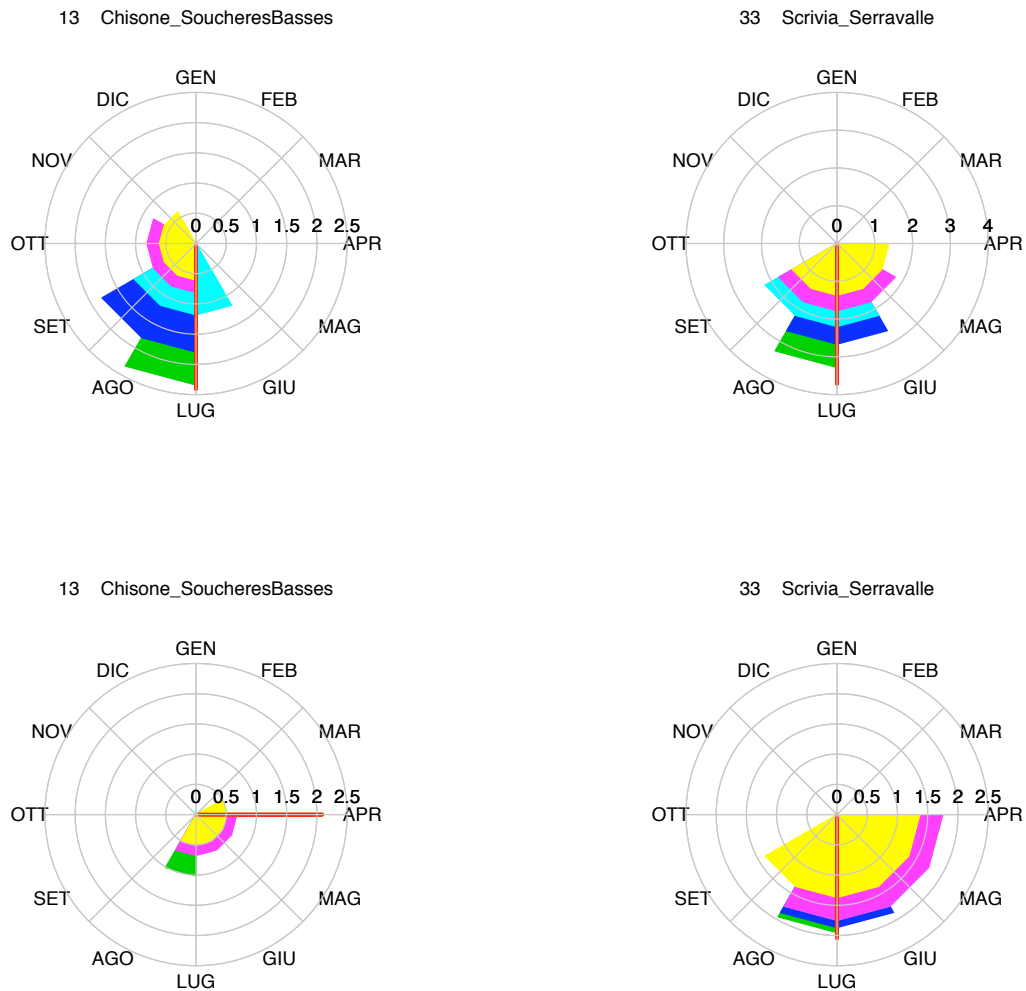 13 Chisone_SoucheresBasses
33 Scrivia_Serravalle
GEN
DIC FEB
NOV MAR
0 0.5 1 1.5 2 2.5
OTT APR
SET MAG
AGO GIU
LUG
GEN
DIC FEB
NOV MAR
0 1 2 3 4
OTT APR
SET MAG
AGO GIU
LUG
13 Chisone_SoucheresBasses
33 Scrivia_Serravalle
GEN
DIC FEB
NOV MAR
0 0.5 1 1.5 2 2.5
OTT APR
SET MAG
AGO GIU
LUG
GEN
DIC FEB
NOV MAR
0 0.5 1 1.5 2 2.5
OTT APR
SET MAG
AGO GIU
LUG